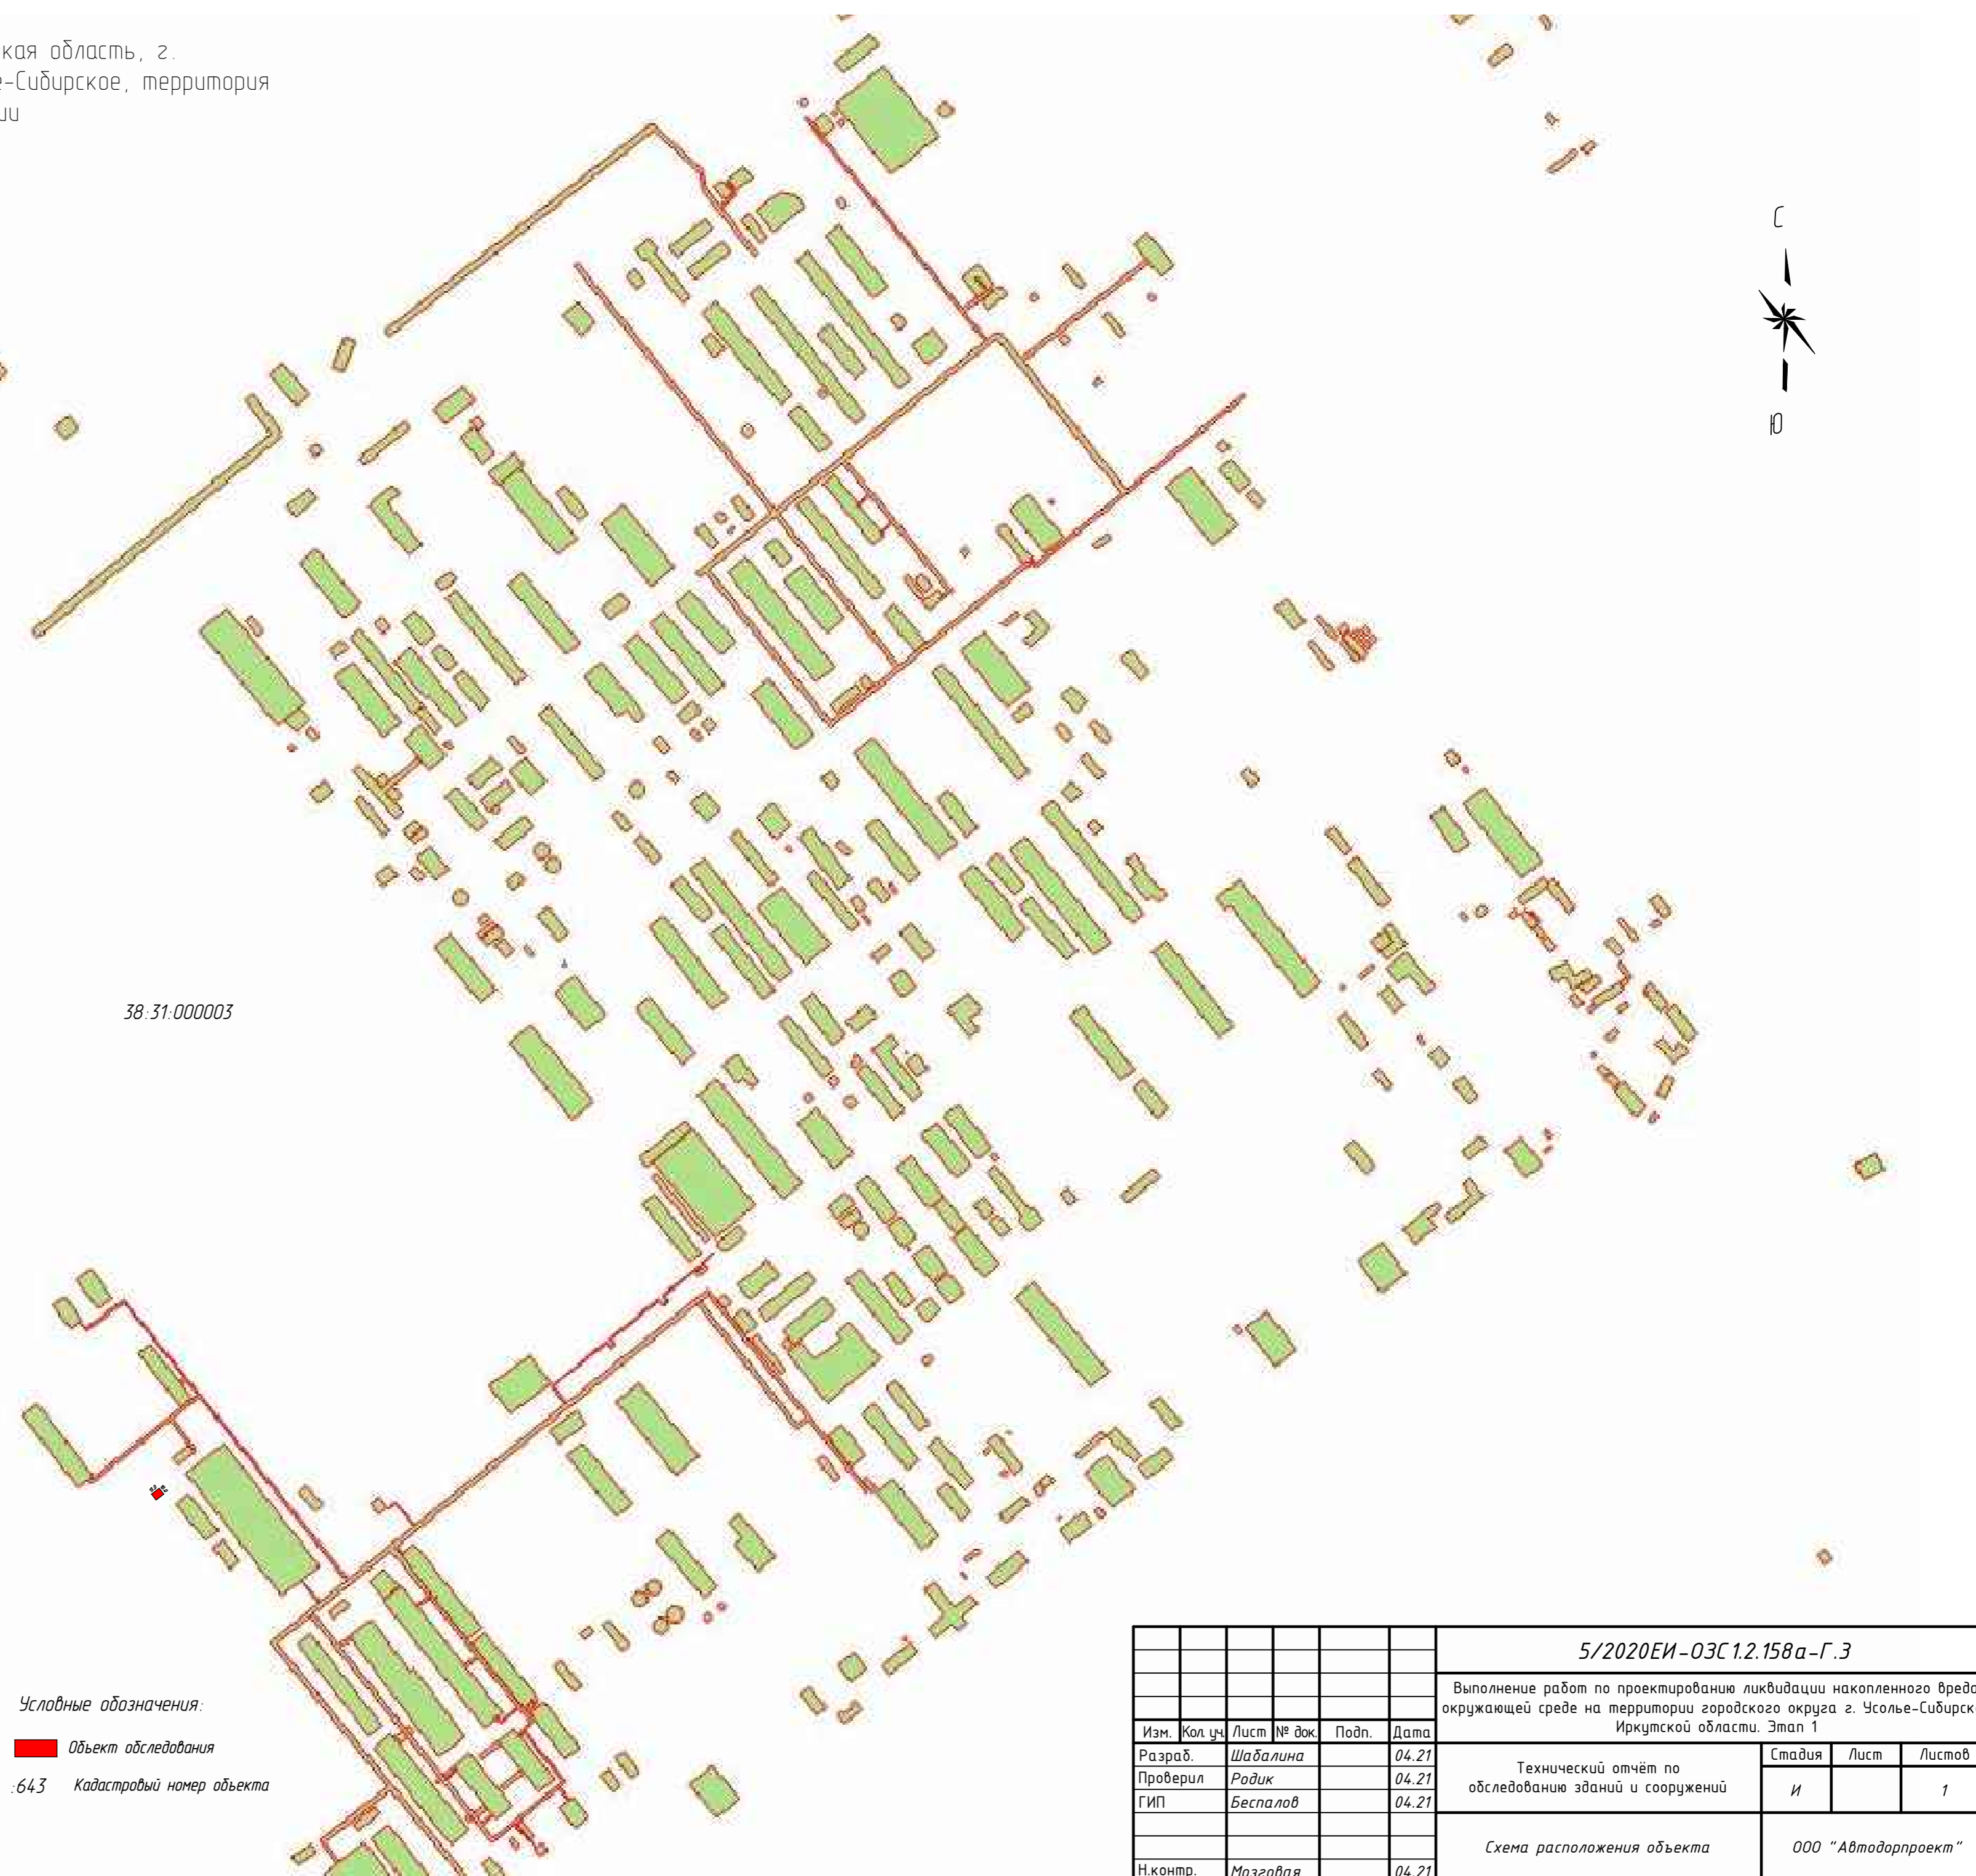 кая область, г.
е-Сибирское, территория
ии
С
Ю
38:31:000003
Условные обозначения:
Объект обследования
:643 Кадастровый номер объекта
5/2020ЕИ-ОЗС1.2.158а-Г.3
Выполнение работ по проектированию ликвидации накопленного вреда
окружающей среде на территории городского округа г. Усолье-Сибирск
Иркутской области. Этап 1
Изм. Кол. уч Лист № док. Подп. Дата
Разраб. Шабалина 04.21
Проверил Родик 04.21
ГИП Беспалов 04.21
Н.контр. Мозговая 04.21
Технический отчёт по
обследованию зданий и сооружений
Стадия Лист Листов
И 1
Схема расположения объекта
ООО "Автодорпроект"